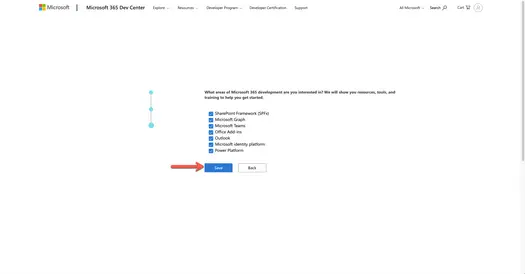 Microsoft | Microsoft 365 Dev Center Explore Resources Developer Program Developer Certification Support All Microsoft Search Cart
What areas of Microsoft 365 development are you interested in? We will show you resources, tools, and
training to help you get started.
SharePoint Framework (SPFx)
Microsoft Graph
Microsoft Teams
Office Add-ins
Outlook
Microsoft identity platform
Power Platform
Save Back